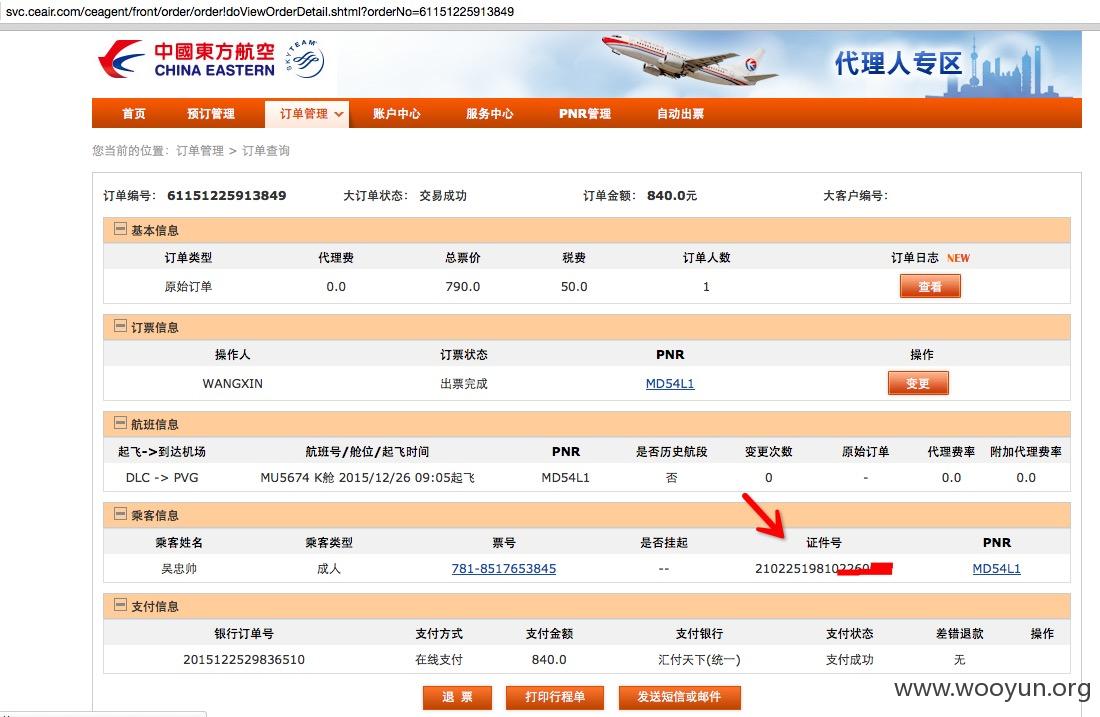 svc.ceair.com/ceagent/front/order/order!doViewOrderDetail.shtml?orderNo=61151225913849
中國東方航空
CHINA EASTERN
SKYTEAM
代理人专区
首页 预订管理 订单管理 账户中心 服务中心 PNR管理 自动出票
您当前的位置: 订单管理 > 订单查询
订单编号: 61151225913849 大订单状态: 交易成功 订单金额: 840.0元 大客户编号:
基本信息
订单类型 代理费 总票价 税费 订单人数 订单日志 NEW
原始订单 0.0 790.0 50.0 1 查看
订票信息
操作人 订票状态 PNR 操作
WANGXIN 出票完成 MD54L1 变更
航班信息
起飞->到达机场 航班号/舱位/起飞时间 PNR 是否历史航段 变更次数 原始订单 代理费率 附加代理费率
DLC -> PVG MU5674 K舱 2015/12/26 09:05起飞 MD54L1 否 0 - 0.0 0.0
乘客信息
乘客姓名 乘客类型 票号 是否挂起 证件号 PNR
吴忠帅 成人 781-8517653845 -- MD54L1
支付信息
银行订单号 支付方式 支付金额 支付银行 支付状态 差错退款 操作
2015122529836510 在线支付 840.0 汇付天下(统一) 支付成功 无
退 票 打印行程单 发送短信或邮件
www.wooyun.org